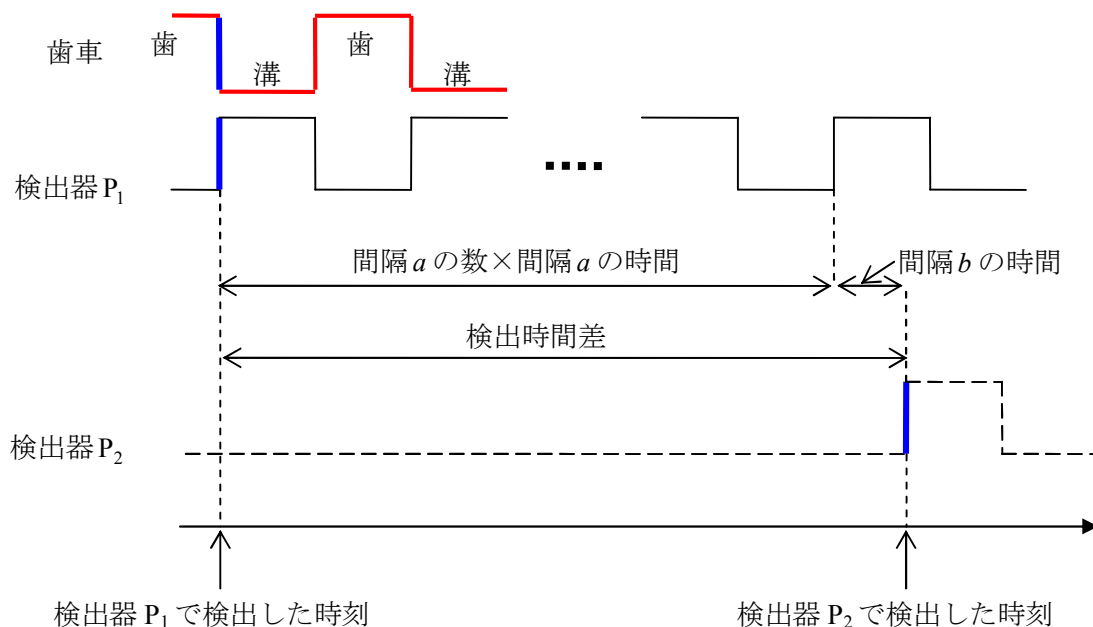 歯車
歯
溝
歯
溝
検出器P₁
間隔aの数×間隔aの時間
間隔bの時間
検出時間差
検出器P₂
検出器P₁で検出した時刻
検出器P₂で検出した時刻